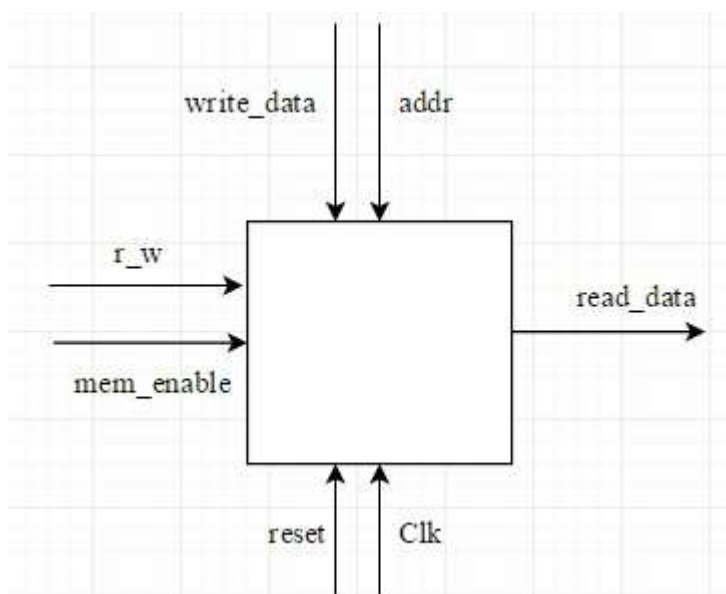 write_data addr
r_w
read_data
mem_enable
reset Clk